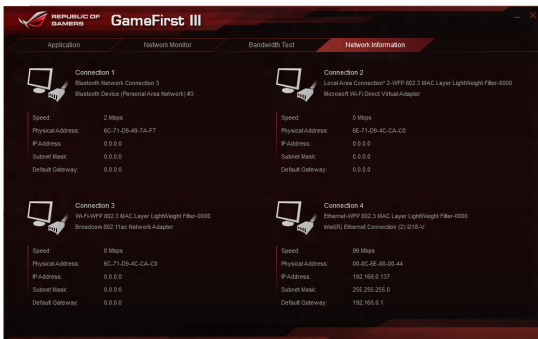 REPUBLIC OF
GAMERS
GameFirst III
Application
Network Monitor
Bandwidth Test
Network Information
Connection 1
Bluetooth Network Connection 3
Bluetooth Device (Personal Area Network) #3
Speed: 2 Mbps
Physical Address: 6C-71-D9-49-7A-F7
IP Address: 0.0.0.0
Subnet Mask: 0.0.0.0
Default Gateway: 0.0.0.0
Connection 2
Local Area Connection* 2-WFP 802.3 MAC Layer LightWeight Filter-0000
Microsoft Wi-Fi Direct Virtual Adapter
Speed: 0 Mbps
Physical Address: 6E-71-D9-4C-CA-C0
IP Address: 0.0.0.0
Subnet Mask: 0.0.0.0
Default Gateway: 0.0.0.0
Connection 3
Wi-Fi-WFP 802.3 MAC Layer LightWeight Filter-0000
Broadcom 802.11ac Network Adapter
Speed: 0 Mbps
Physical Address: 6C-71-D9-4C-CA-C0
IP Address: 0.0.0.0
Subnet Mask: 0.0.0.0
Default Gateway: 0.0.0.0
Connection 4
Ethernet-WFP 802.3 MAC Layer LightWeight Filter-0000
Intel(R) Ethernet Connection (2) I218-V
Speed: 99 Mbps
Physical Address: 00-0C-6E-00-00-44
IP Address: 192.168.0.137
Subnet Mask: 255.255.255.0
Default Gateway: 192.168.0.1